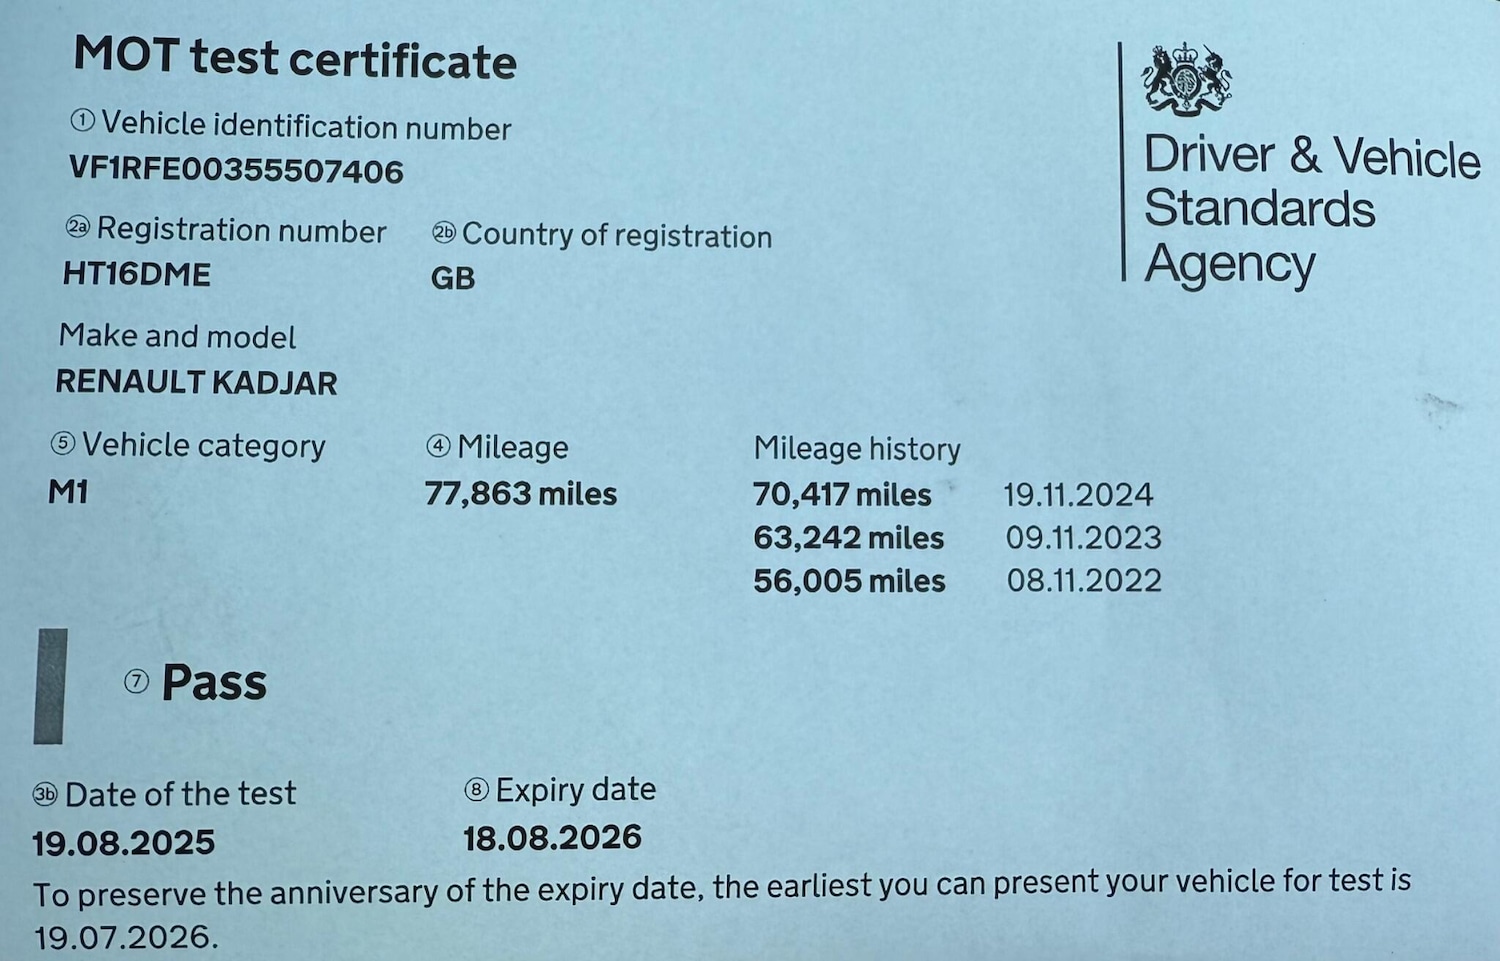 MOT test certificate
① Vehicle identification number
VF1RFE00355507406
Driver & Vehicle
Standards
Agency
2a Registration number 2b Country of registration
HT16DME GB
Make and model
RENAULT KADJAR
⑤ Vehicle category ④ Mileage Mileage history
M1 77,863 miles 70,417 miles 19.11.2024
63,242 miles 09.11.2023
56,005 miles 08.11.2022
⑦ Pass
3b Date of the test ⑧ Expiry date
19.08.2025 18.08.2026
To preserve the anniversary of the expiry date, the earliest you can present your vehicle for test is
19.07.2026.